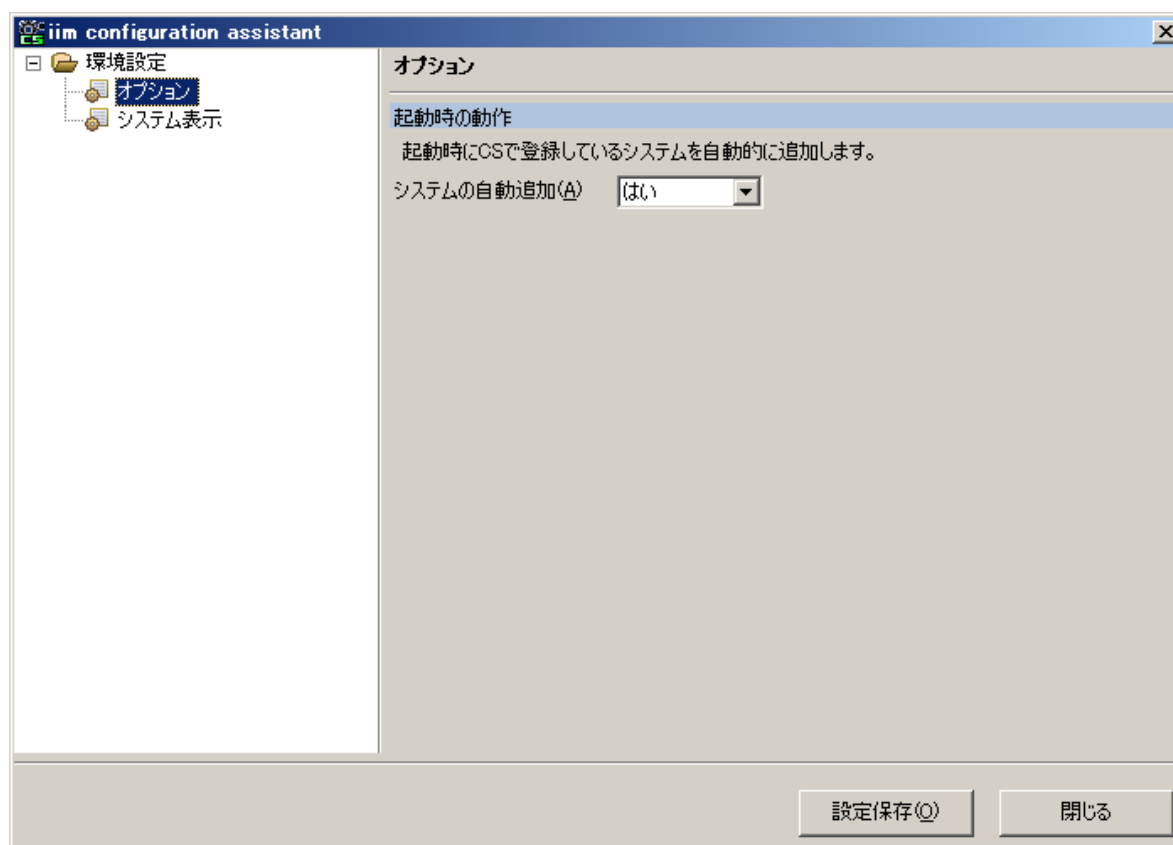 iim configuration assistant
環境設定
オプション
システム表示
オプション
起動時の動作
起動時にCSで登録しているシステムを自動的に追加します。
システムの自動追加(A) はい
設定保存(O) 閉じる